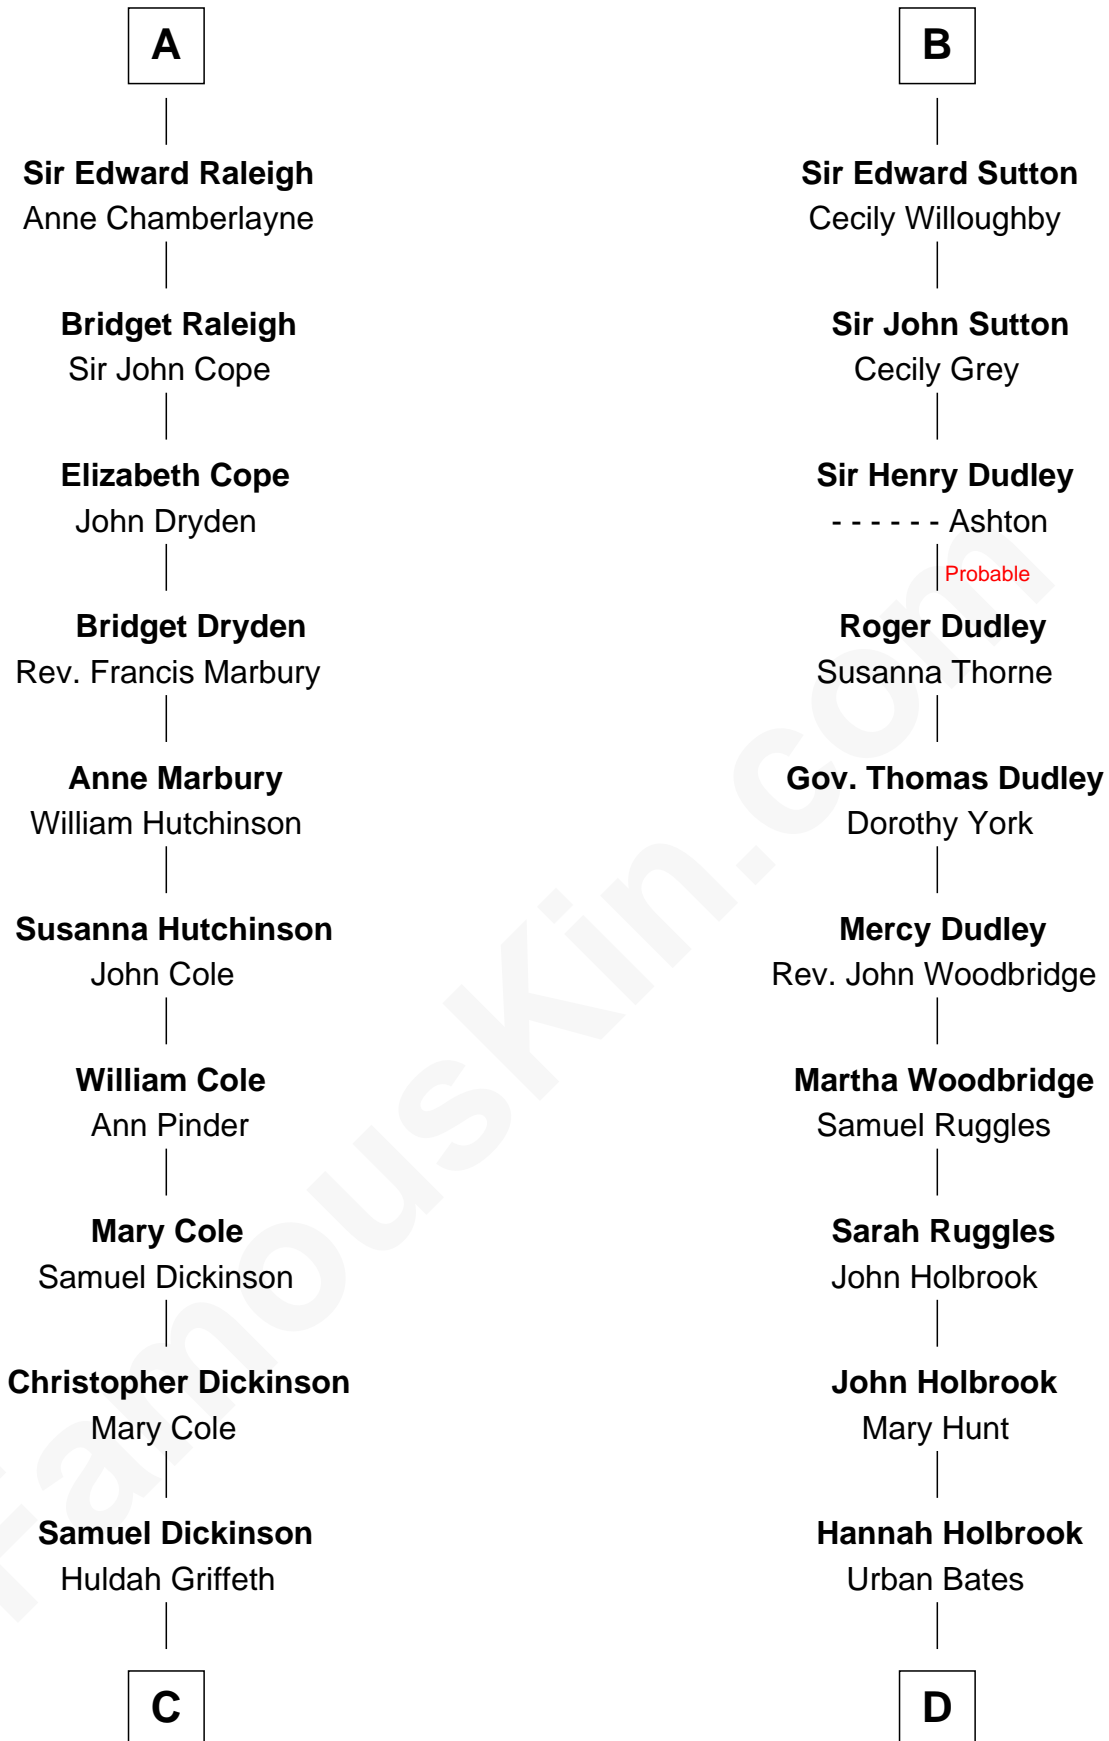 A
Sir Edward Raleigh
Anne Chamberlayne
Bridget Raleigh
Sir John Cope
Elizabeth Cope
John Dryden
Bridget Dryden
Rev. Francis Marbury
Anne Marbury
William Hutchinson
Susanna Hutchinson
John Cole
William Cole
Ann Pinder
Mary Cole
Samuel Dickinson
Christopher Dickinson
Mary Cole
Samuel Dickinson
Huldah Griffeth
C
B
Sir Edward Sutton
Cecily Willoughby
Sir John Sutton
Cecily Grey
Sir Henry Dudley
- - - - - - Ashton
Probable
Roger Dudley
Susanna Thorne
Gov. Thomas Dudley
Dorothy York
Mercy Dudley
Rev. John Woodbridge
Martha Woodbridge
Samuel Ruggles
Sarah Ruggles
John Holbrook
John Holbrook
Mary Hunt
Hannah Holbrook
Urban Bates
D
FamousKin.com